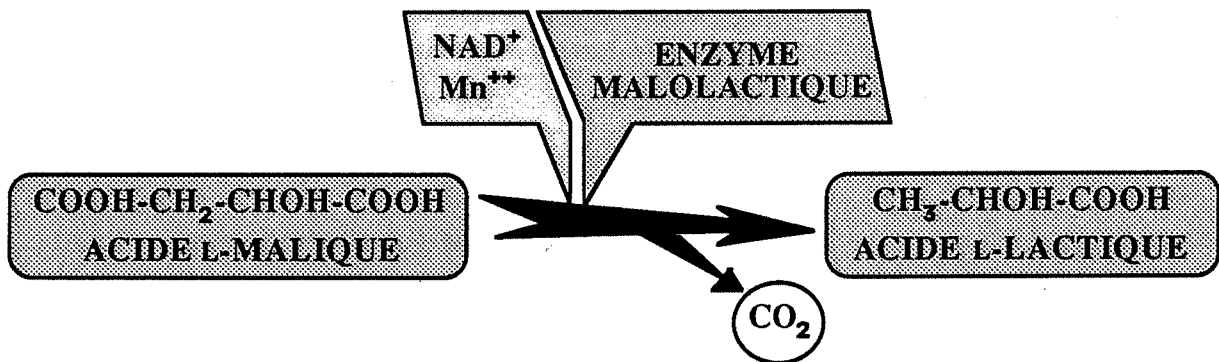 NAD⁺
Mn⁺⁺
ENZYME
MALOLACTIQUE
COOH-CH₂-CHOH-COOH
ACIDE L-MALIQUE
CH₃-CHOH-COOH
ACIDE L-LACTIQUE
CO₂